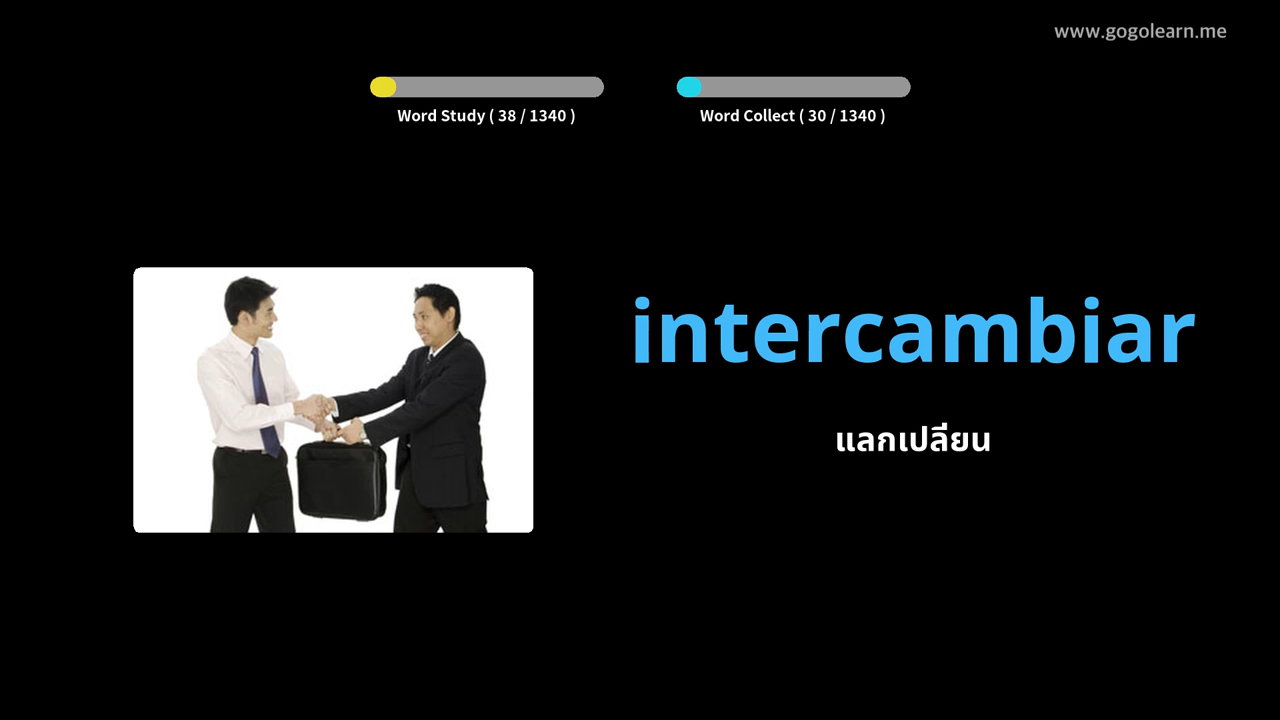 www.gogolearn.me
Word Study ( 38 / 1340 )
Word Collect ( 30 / 1340 )
intercambiar
แลกเปลี่ยน